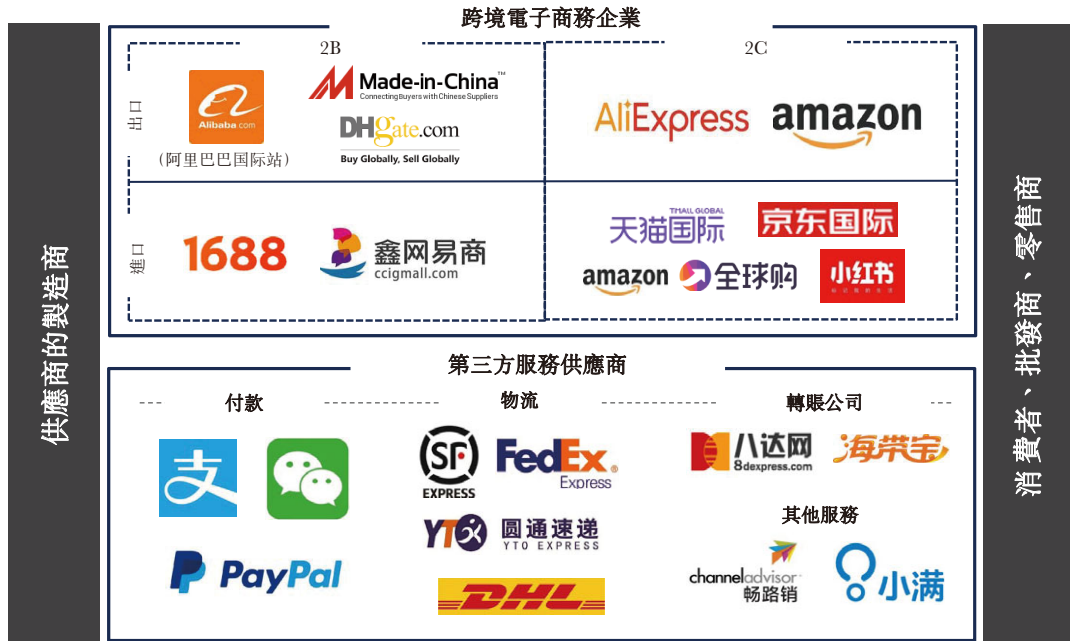 跨境電子商務企業
2B
2C
出口
Alibaba.com
(阿里巴巴国际站)
Made-in-China™
Connecting Buyers with Chinese Suppliers
DHgate.com
Buy Globally, Sell Globally
AliExpress
amazon
進口
1688
鑫网易商
ccigmall.com
TMALL GLOBAL
天猫国际
京东国际
amazon
全球购
小红书
供應商的製造商
消費者、批發商、零售商
第三方服務供應商
付款
物流
轉賬公司
支
PayPal
SF
EXPRESS
FedEx®
Express
YTO
圆通速递
YTO EXPRESS
DHL
八达网
8dexpress.com
海带宝
其他服務
channeladvisor
畅路销
小满